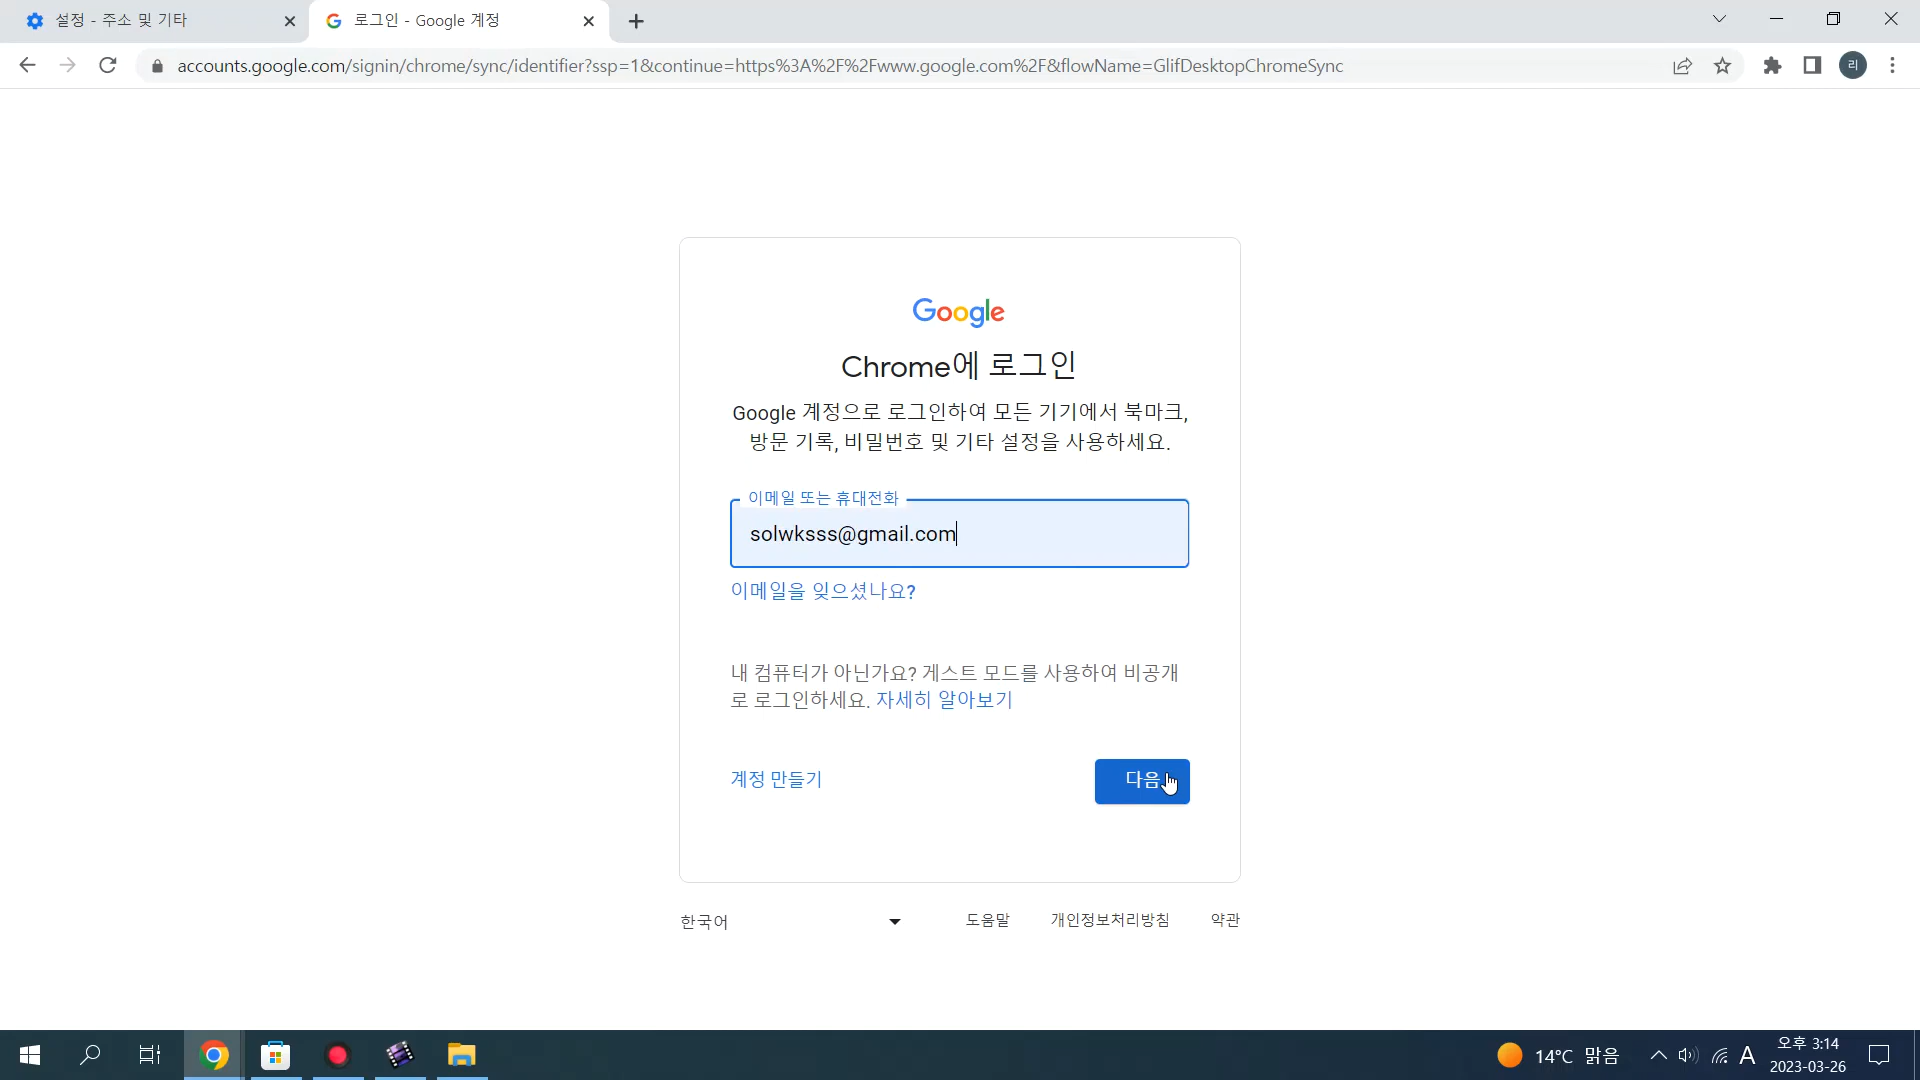 설정 - 주소 및 기타
로그인 - Google 계정
accounts.google.com/signin/chrome/sync/identifier?ssp=1&continue=https%3A%2F%2Fwww.google.com%2F&flowName=GlifDesktopChromeSync
리
Google
Chrome에 로그인
Google 계정으로 로그인하여 모든 기기에서 북마크,
방문 기록, 비밀번호 및 기타 설정을 사용하세요.
이메일 또는 휴대전화
solwksss@gmail.com
이메일을 잊으셨나요?
내 컴퓨터가 아닌가요? 게스트 모드를 사용하여 비공개
로 로그인하세요. 자세히 알아보기
계정 만들기
다음
한국어
도움말
개인정보처리방침
약관
14°C 맑음
A
오후 3:14
2023-03-26